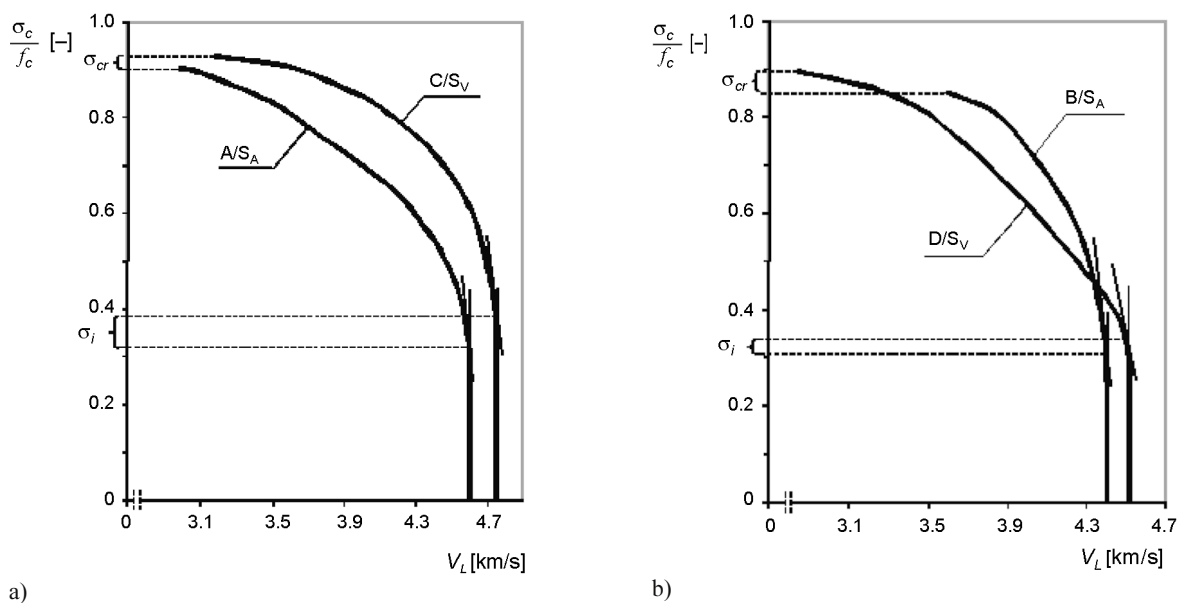 σc/fc [–]
1.0
σcr
0.8
0.6
0.4
σi
0.2
0
C/SV
A/SA
0 3.1 3.5 3.9 4.3 4.7
VL [km/s]
a)
σc/fc [–]
1.0
σcr
0.8
0.6
0.4
σi
0.2
0
B/SA
D/SV
0 3.1 3.5 3.9 4.3 4.7
VL [km/s]
b)